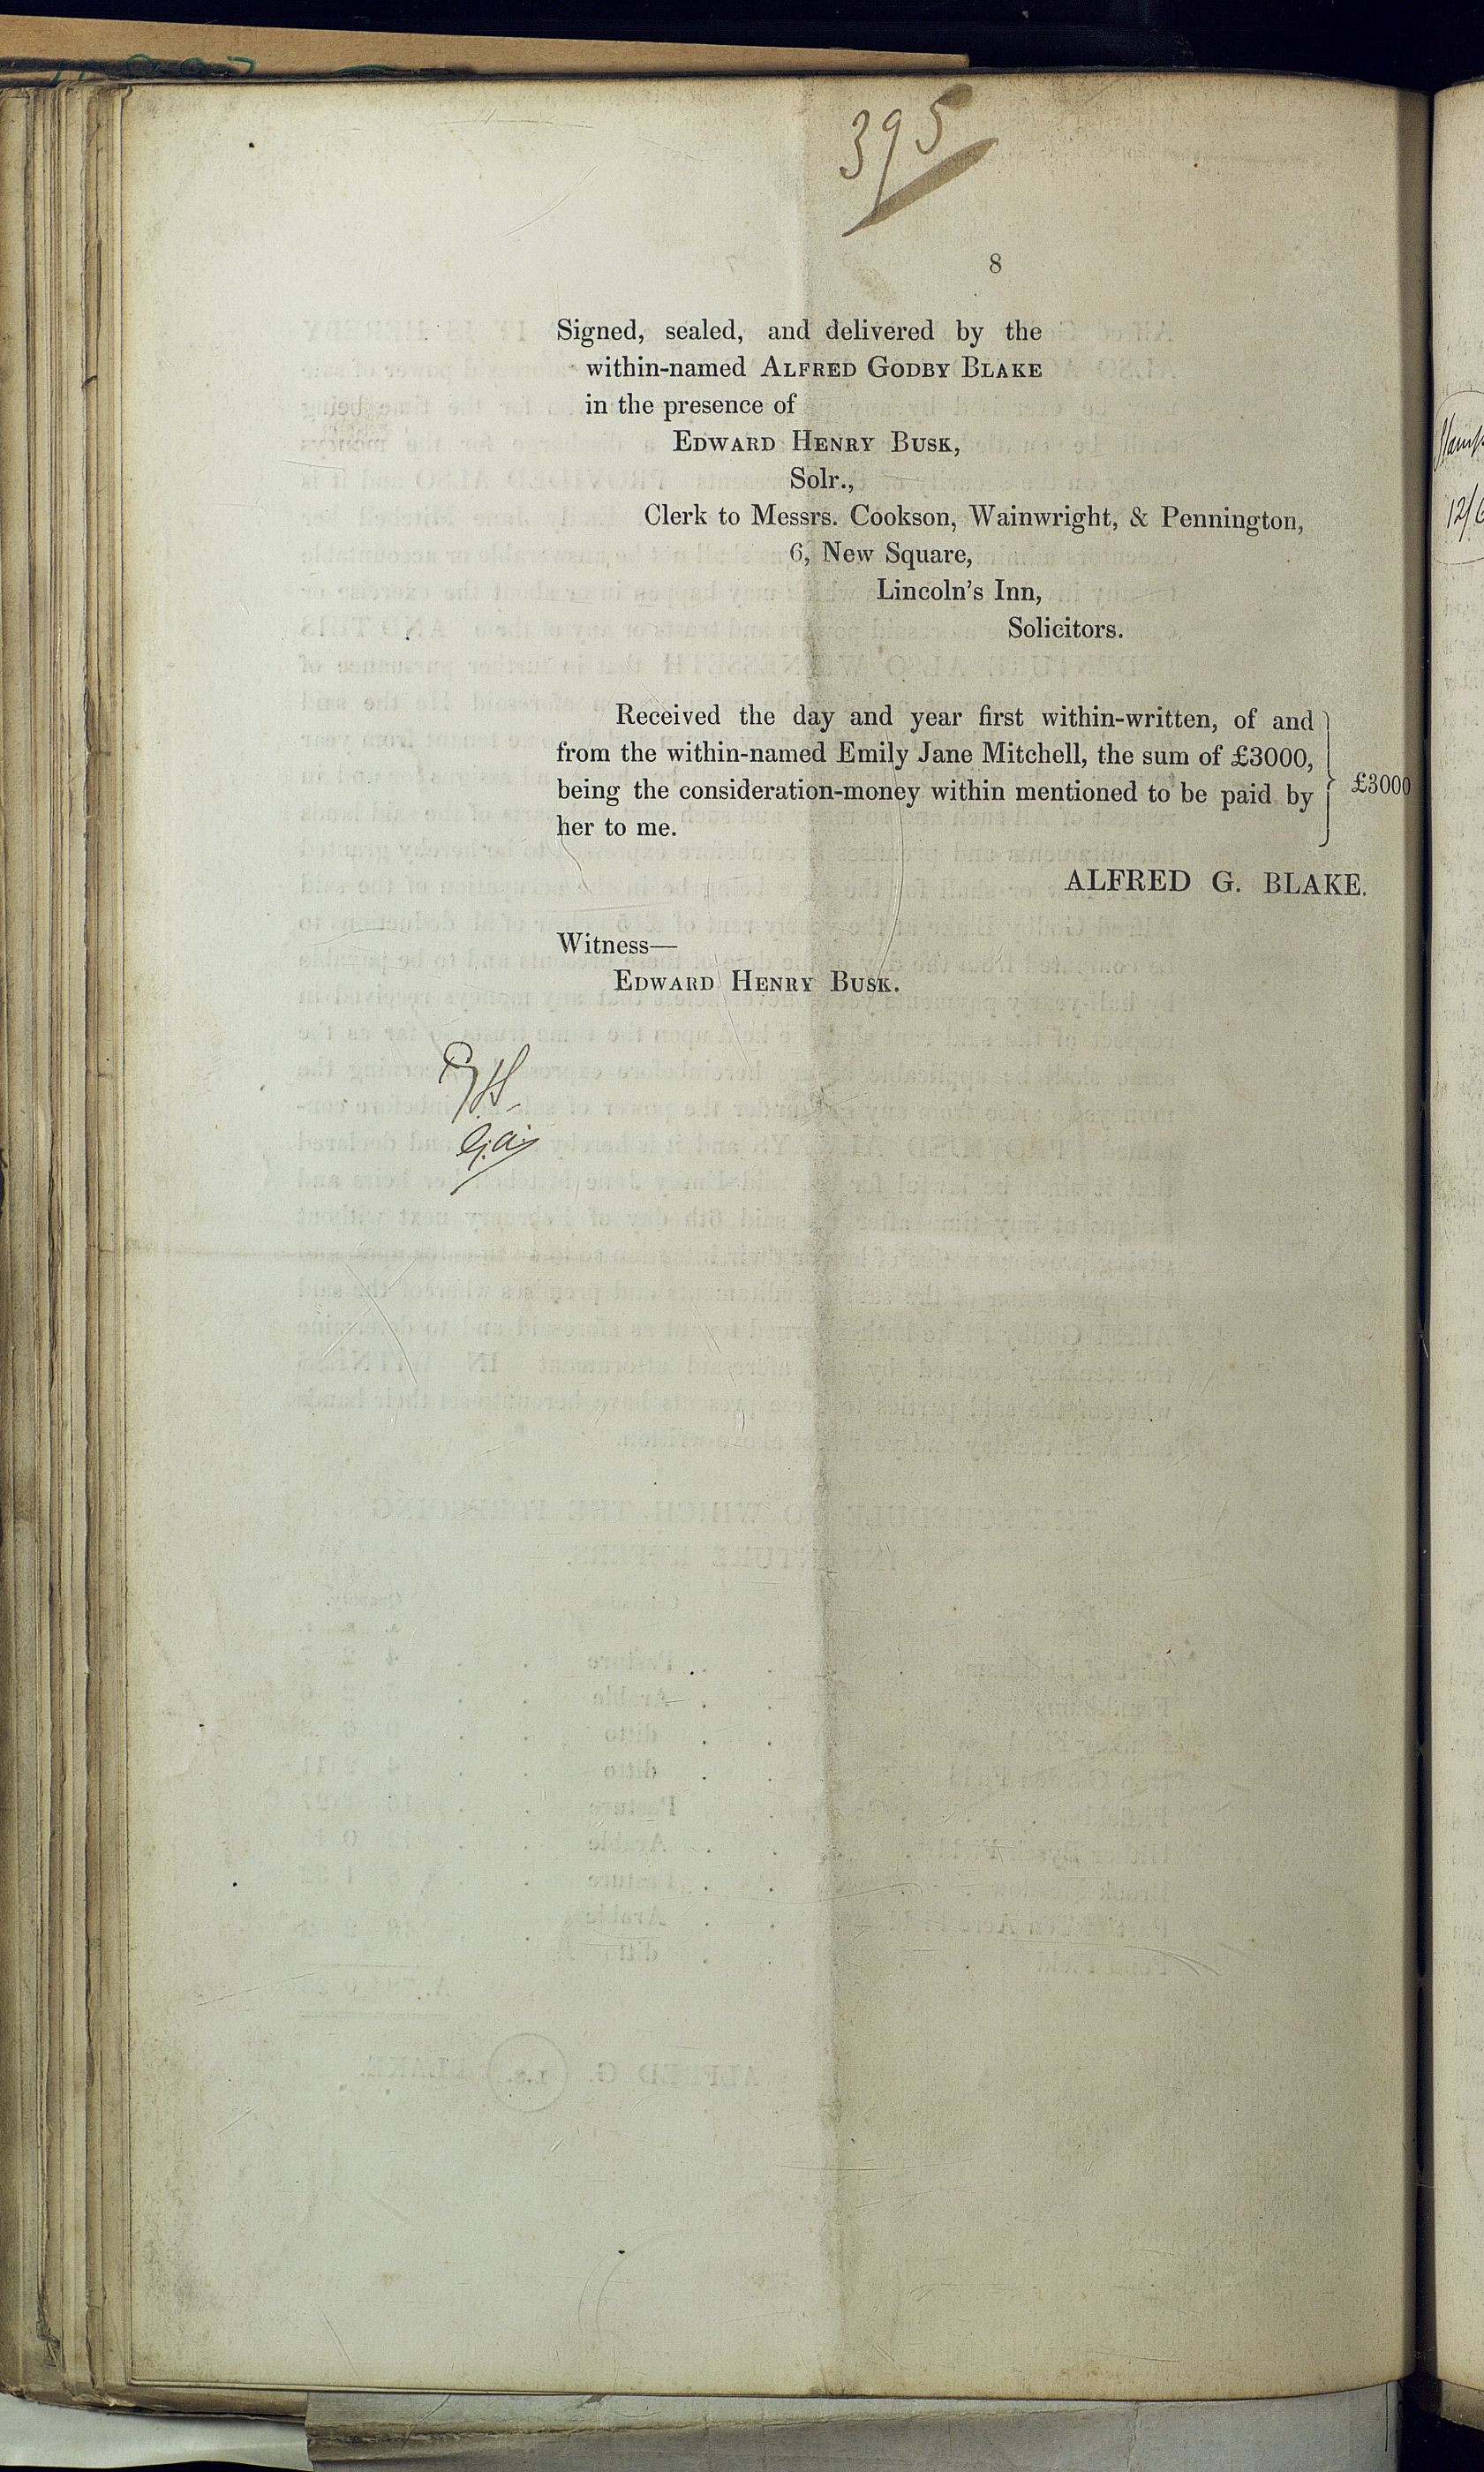 395
8
Signed, sealed, and delivered by the
within-named ALFRED GODBY BLAKE
in the presence of
EDWARD HENRY BUSK,
Solr.,
Clerk to Messrs. Cookson, Wainwright, & Pennington,
6, New Square,
Lincoln's Inn,
Solicitors.
Received the day and year first within-written, of and
from the within-named Emily Jane Mitchell, the sum of £3000,
being the consideration-money within mentioned to be paid by
her to me.
£3000
ALFRED G. BLAKE.
Witness—
EDWARD HENRY BUSK.